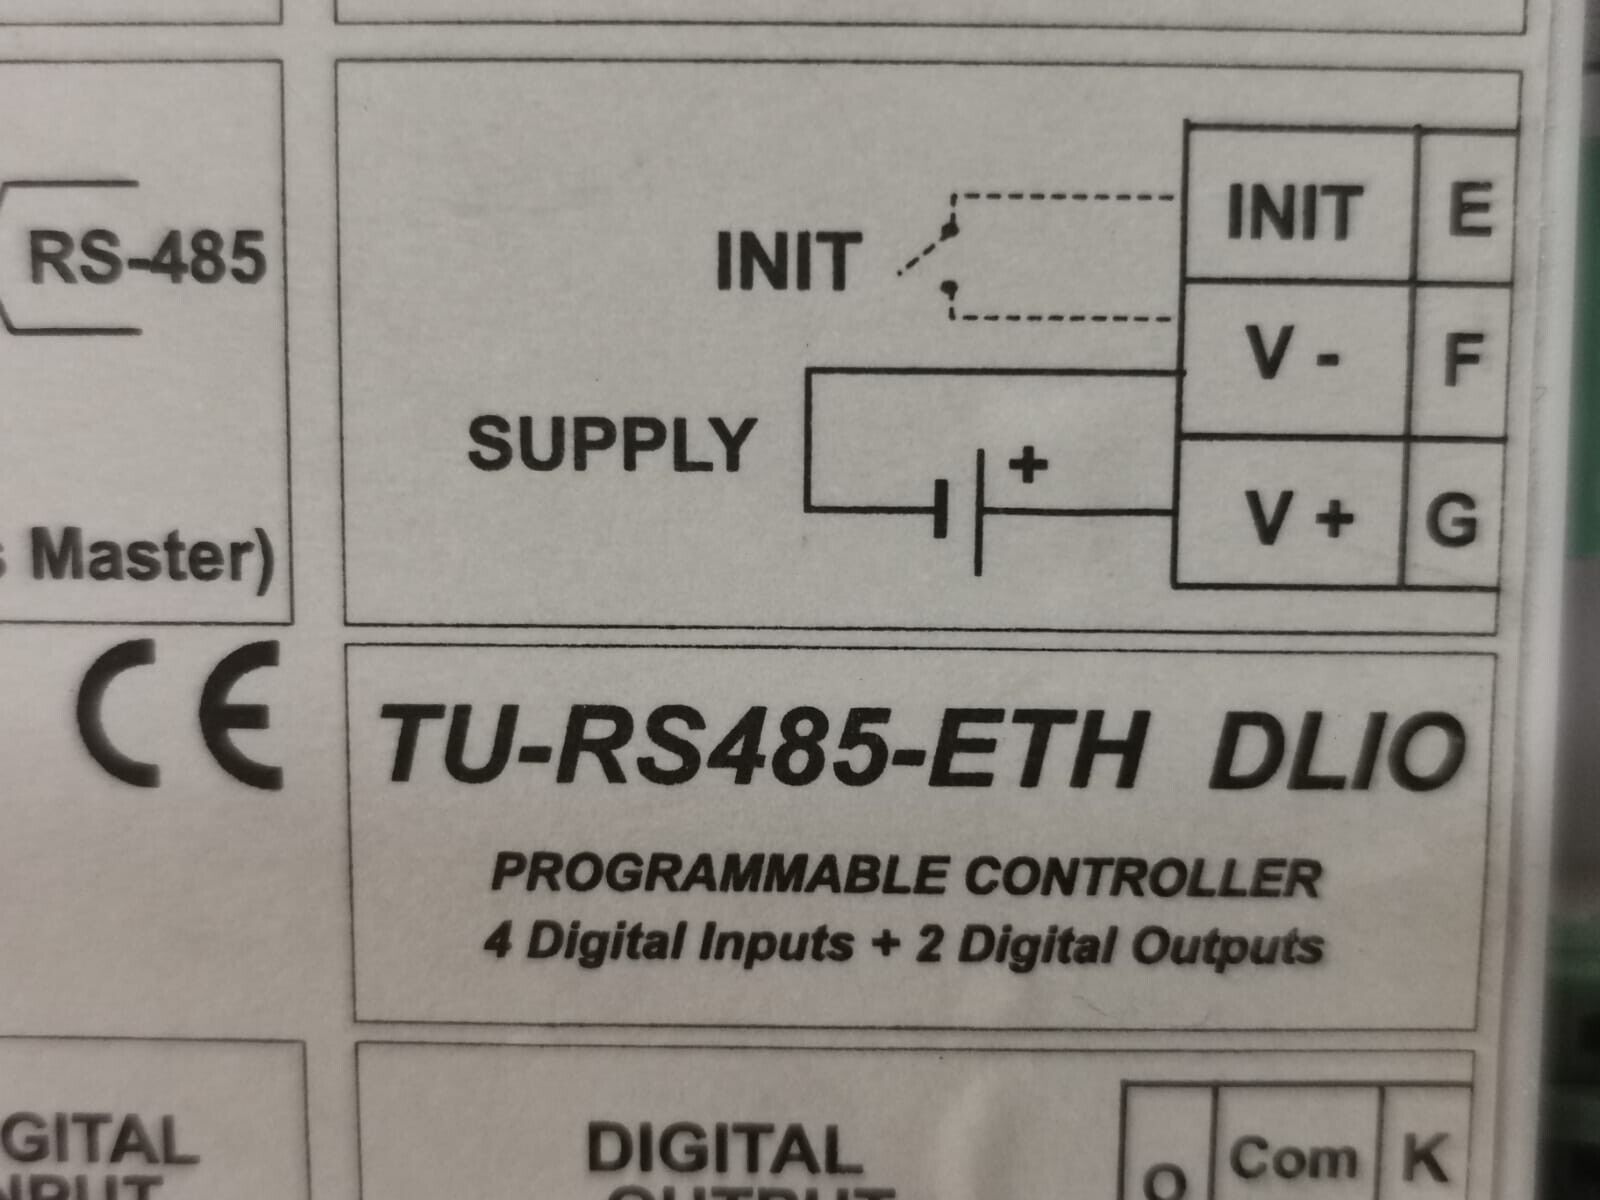 RS-485
Master)
INIT
INIT
E
V -
F
SUPPLY
+
V +
G
CE
TU-RS485-ETH DLIO
PROGRAMMABLE CONTROLLER
4 Digital Inputs + 2 Digital Outputs
DIGITAL
OUTPUT
Com
K